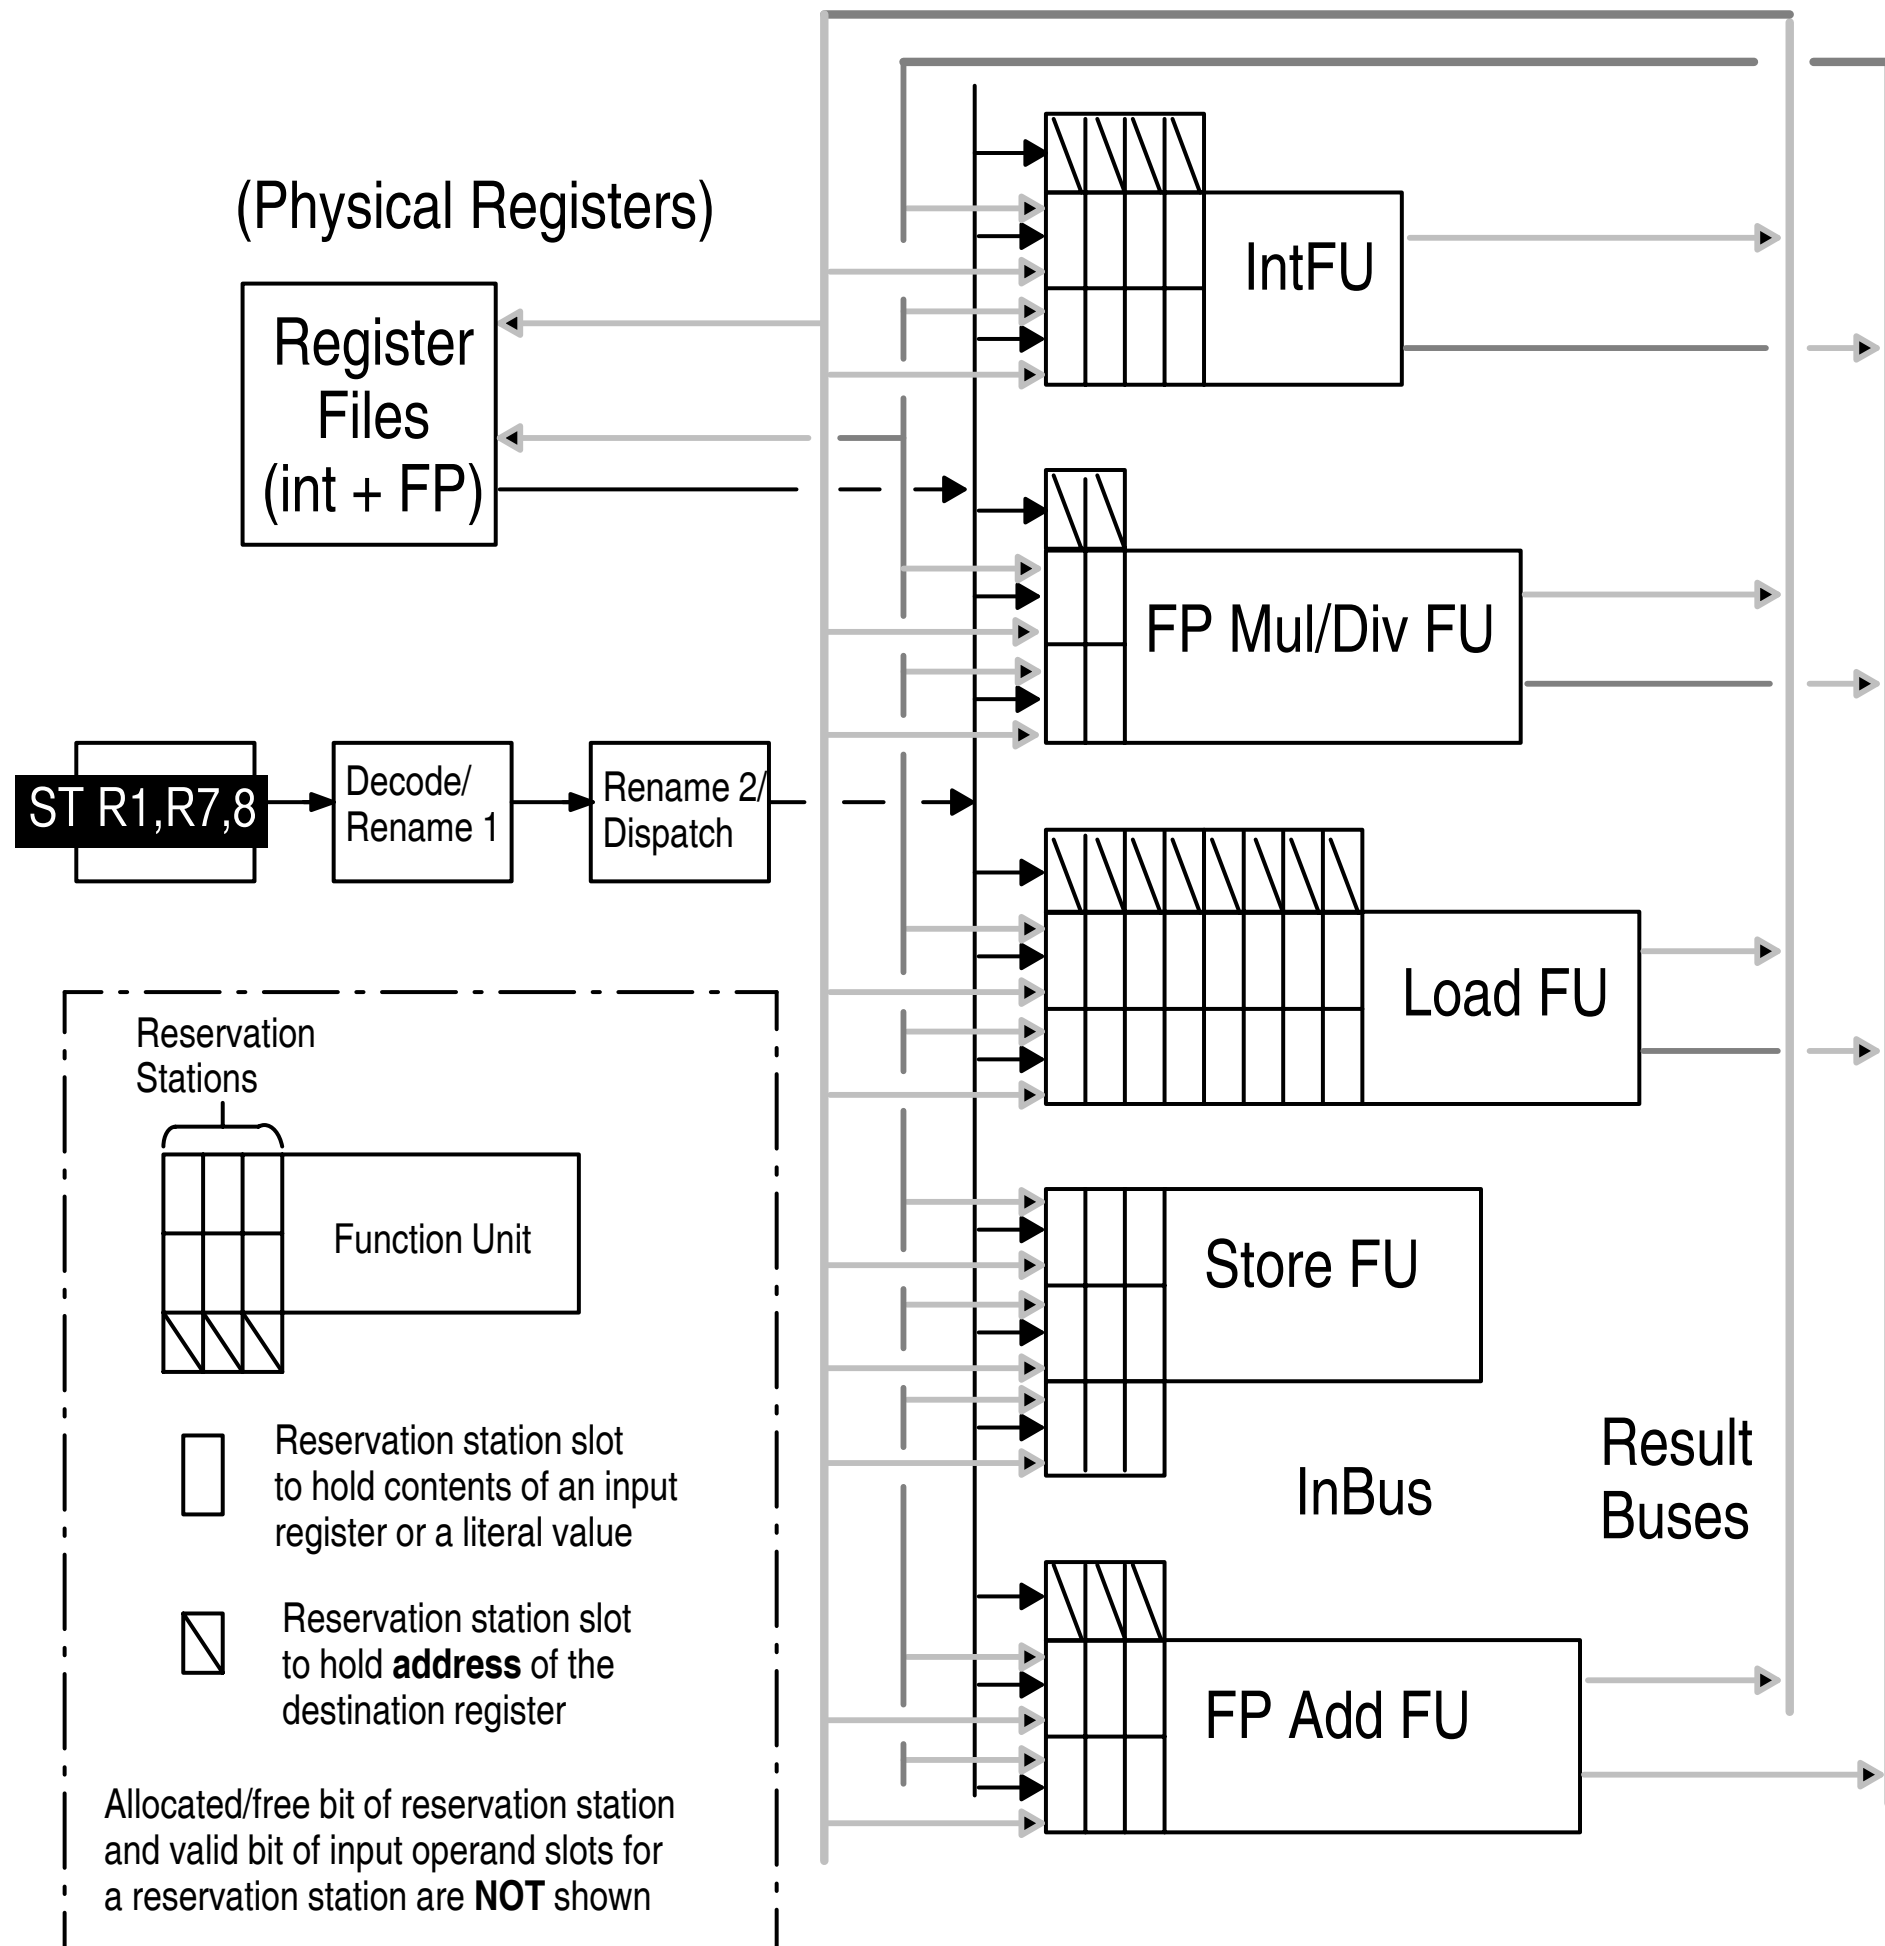 (Physical Registers)
Register
Files
(int + FP)
IntFU
FP Mul/Div FU
ST R1,R7,8
Decode/
Rename 1
Rename 2/
Dispatch
Load FU
Store FU
InBus
Result
Buses
FP Add FU
Reservation
Stations
Function Unit
Reservation station slot
to hold contents of an input
register or a literal value
Reservation station slot
to hold address of the
destination register
Allocated/free bit of reservation station
and valid bit of input operand slots for
a reservation station are NOT shown